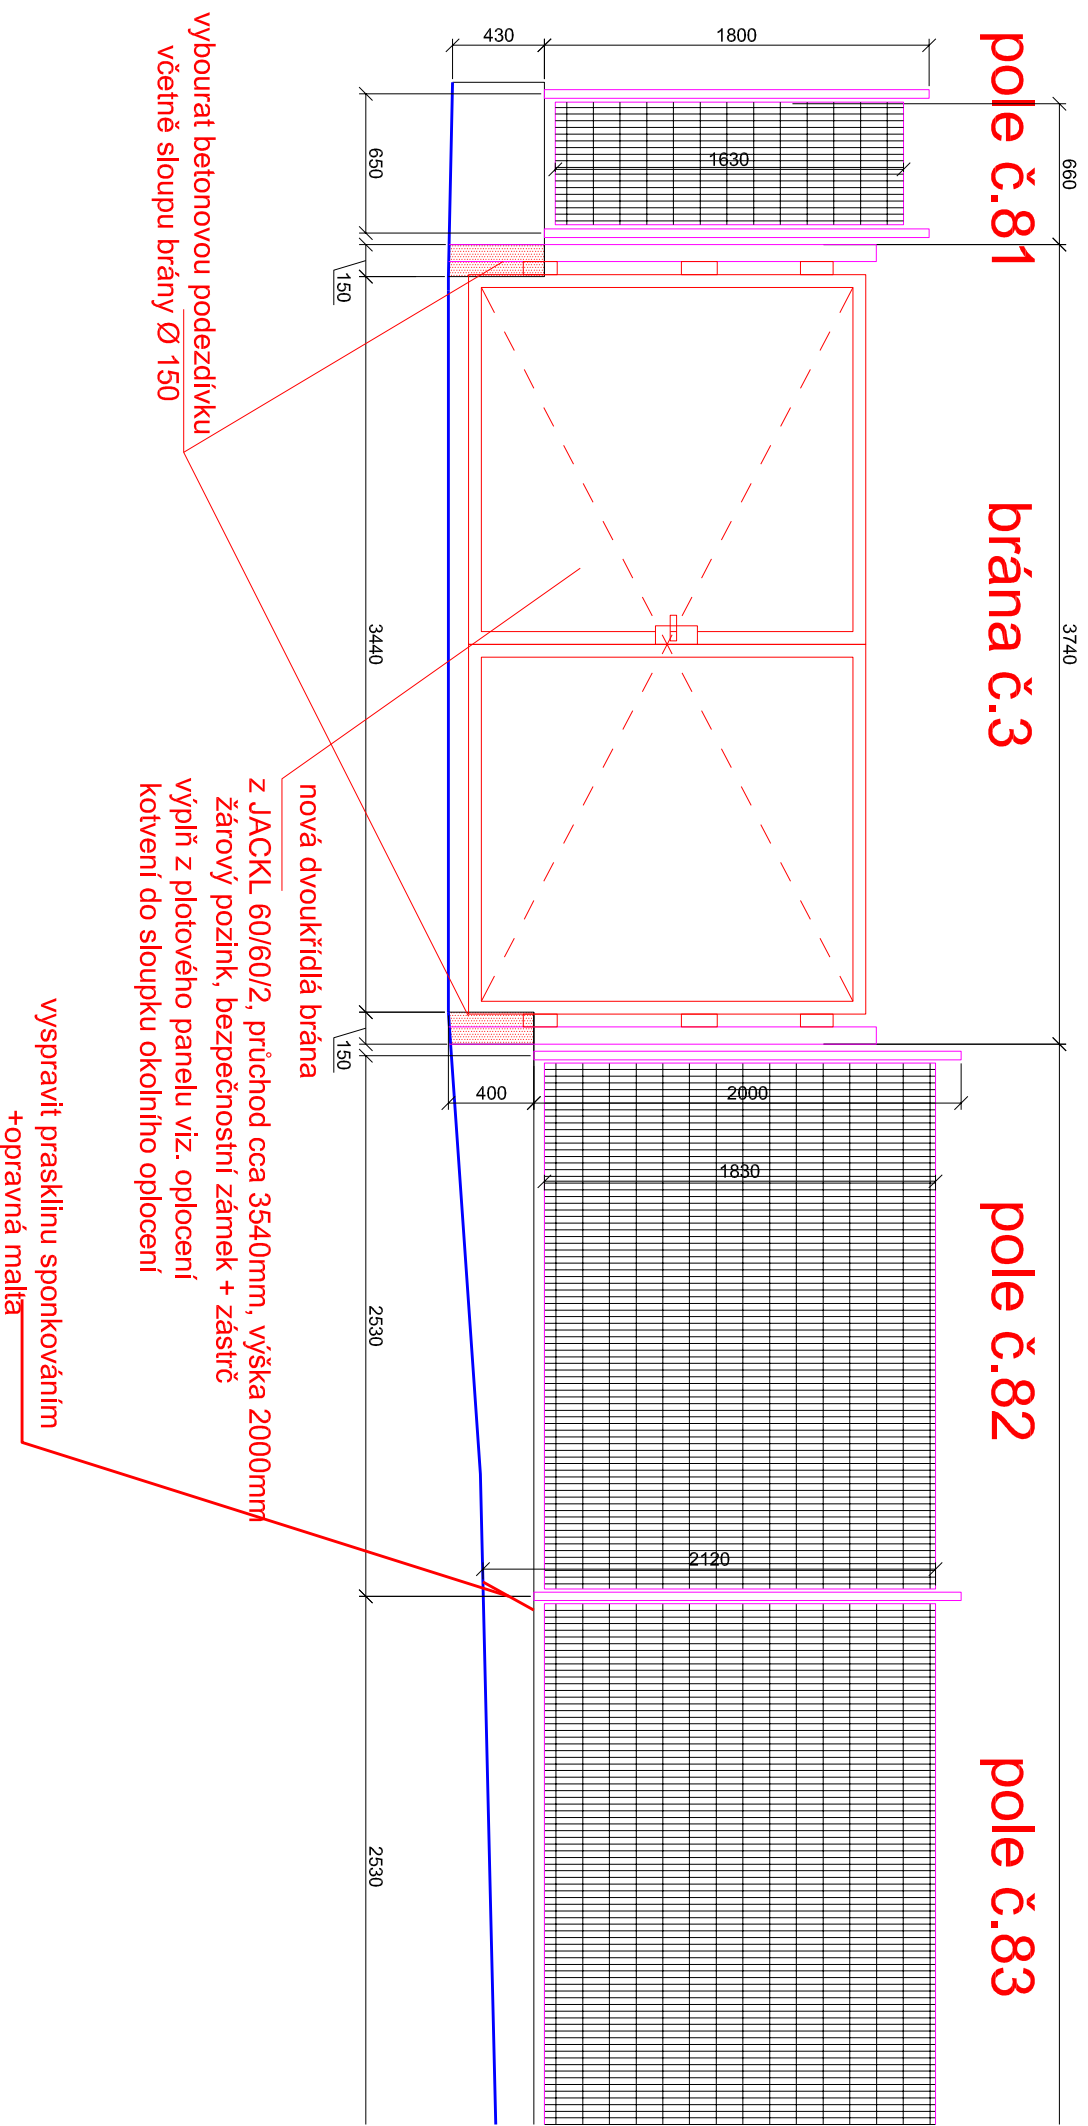 pole č.81
brána č.3
pole č.82
pole č.83
660
3740
430
1800
1630
650
150
3440
150
2530
2530
400
2000
1830
2120
vybourat betonovou podezdívku
včetně sloupu brány Ø 150
nová dvoukřídlá brána
z JACKL 60/60/2, průchod cca 3540mm, výška 2000mm
žárový pozink, bezpečnostní zámek + zástrč
výplň z plotového panelu viz. oplocení
kotvení do sloupku okolního oplocení
vyspravit prasklinu sponkováním
+opravná malta